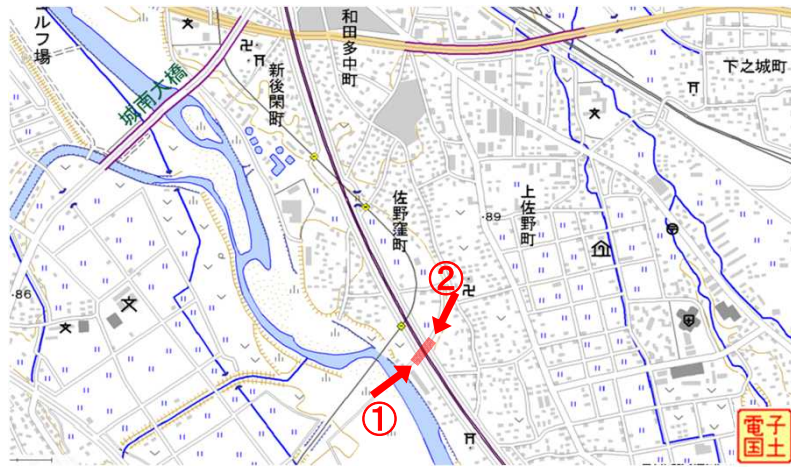 ゴルフ場
城南大橋
新後閑町
和田多中町
下之城町
佐野窪町
上佐野町
・89
・86
②
①
電子
国土